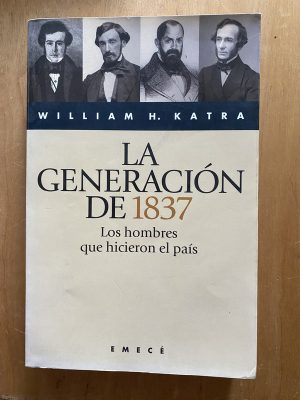 WILLIAM H. KATRA
LA
GENERACIÓN
DE 1837
Los hombres
que hicieron el país
EMECÉ